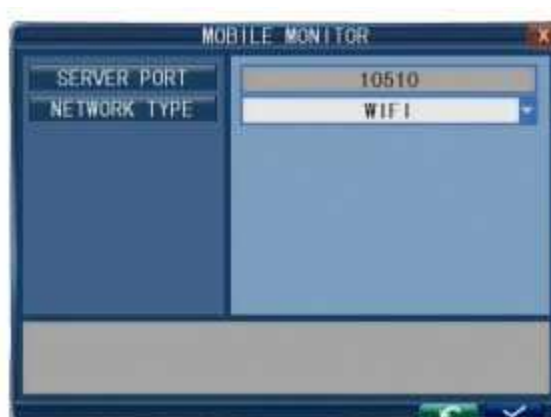 MOBILE MONITOR
SERVER PORT
10510
NETWORK TYPE
WIFI